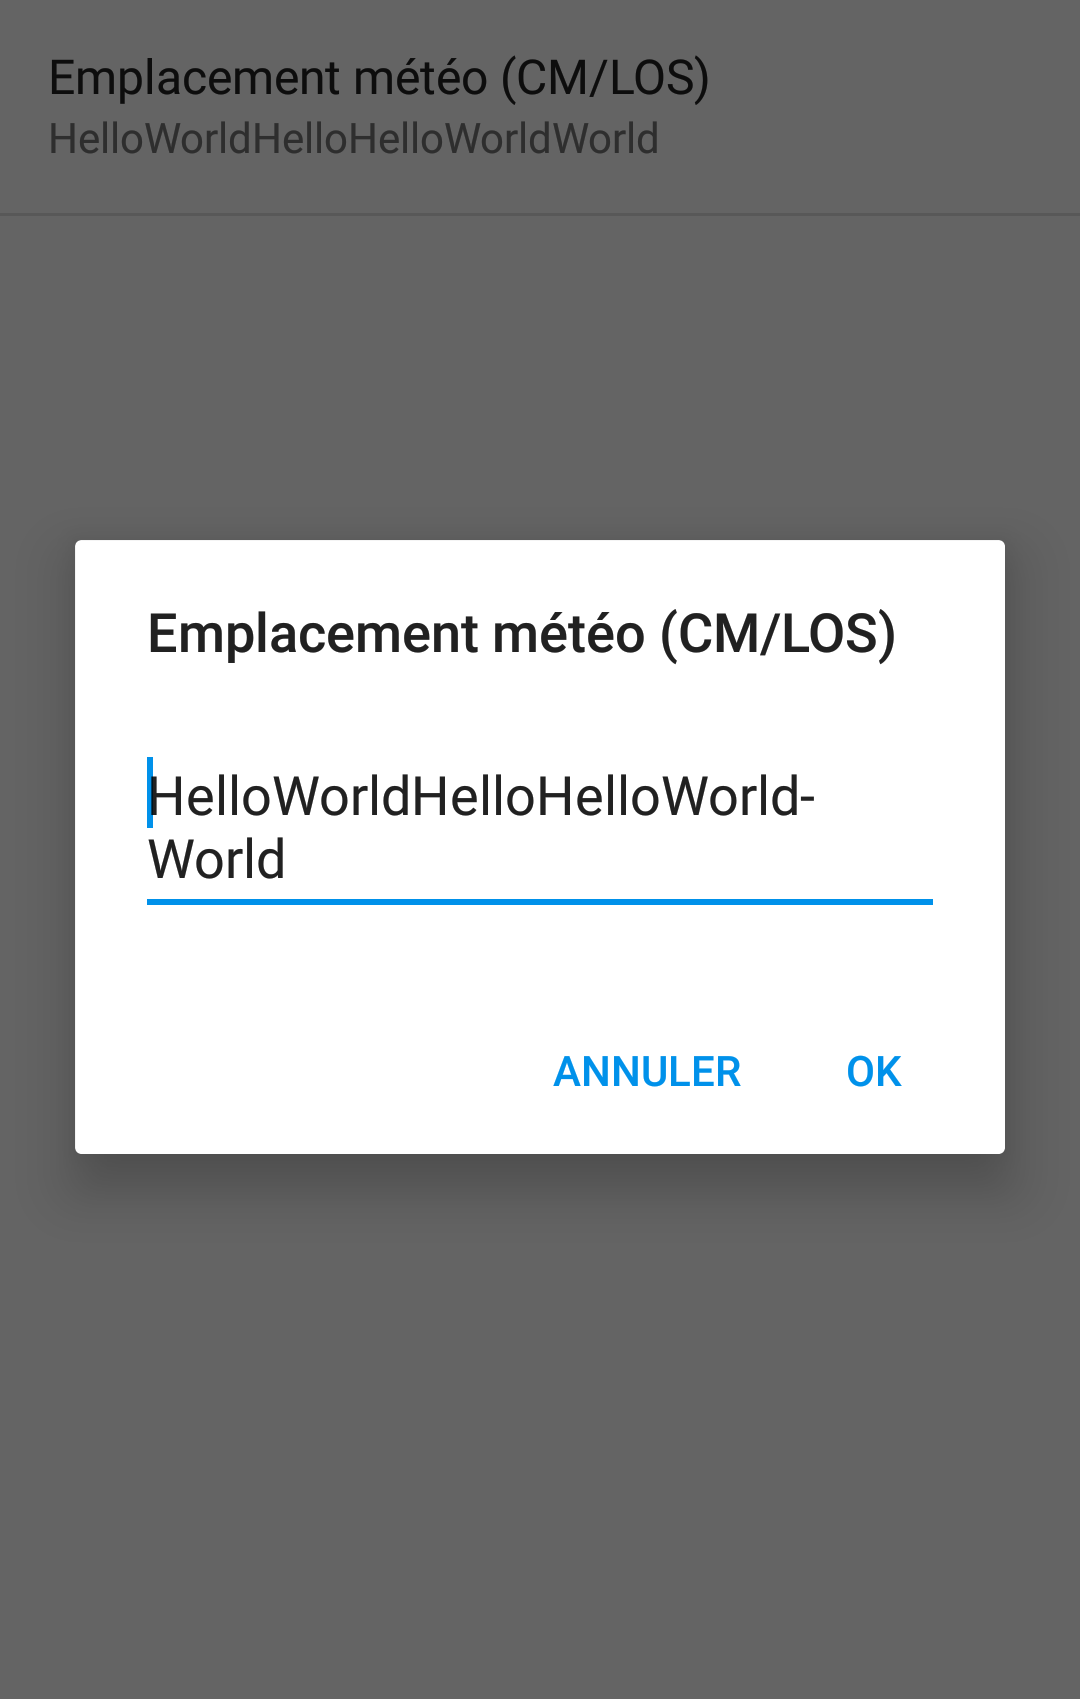 Emplacement météo (CM/LOS)
HelloWorldHelloHelloWorldWorld
Emplacement météo (CM/LOS)
HelloWorldHelloHelloWorld-
World
ANNULER OK